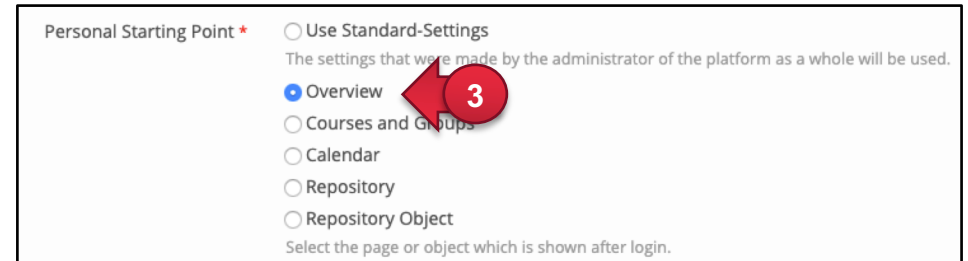 Personal Starting Point * Use Standard-Settings
The settings that were made by the administrator of the platform as a whole will be used.
Overview 3
Courses and Groups
Calendar
Repository
Repository Object
Select the page or object which is shown after login.